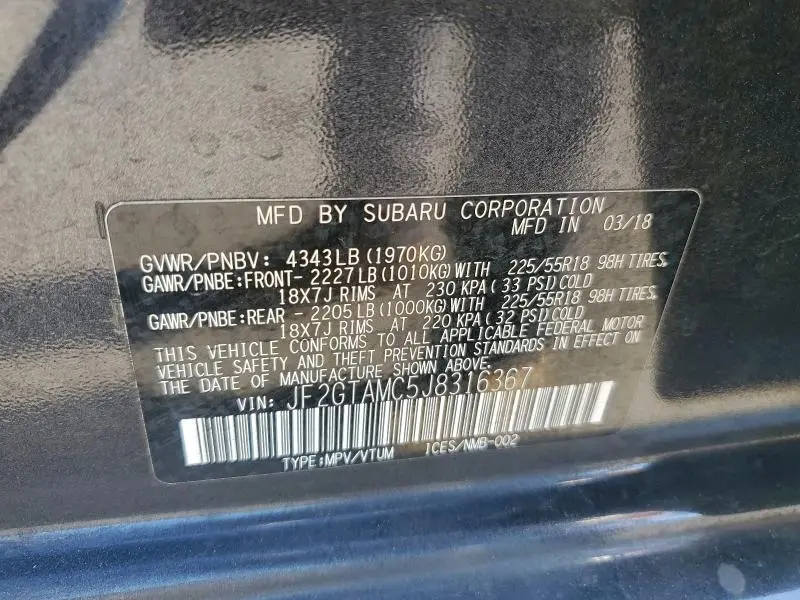 MFD BY SUBARU CORPORATION
MFD IN 03/18
GVWR/PNBV: 4343LB(1970KG)
GAWR/PNBE:FRONT- 2227LB(1010KG)WITH 225/55R18 98H TIRES,
18X7J RIMS AT 230 KPA(33 PSI)COLD
GAWR/PNBE:REAR - 2205LB(1000KG)WITH 225/55R18 98H TIRES,
18X7J RIMS AT 220 KPA(32 PSI)COLD
THIS VEHICLE CONFORMS TO ALL APPLICABLE FEDERAL MOTOR
VEHICLE SAFETY AND THEFT PREVENTION STANDARDS IN EFFECT ON
THE DATE OF MANUFACTURE SHOWN ABOVE.
VIN: JF2GTAMC5J8316367
TYPE:MPV/VTUM ICES/NMB-002